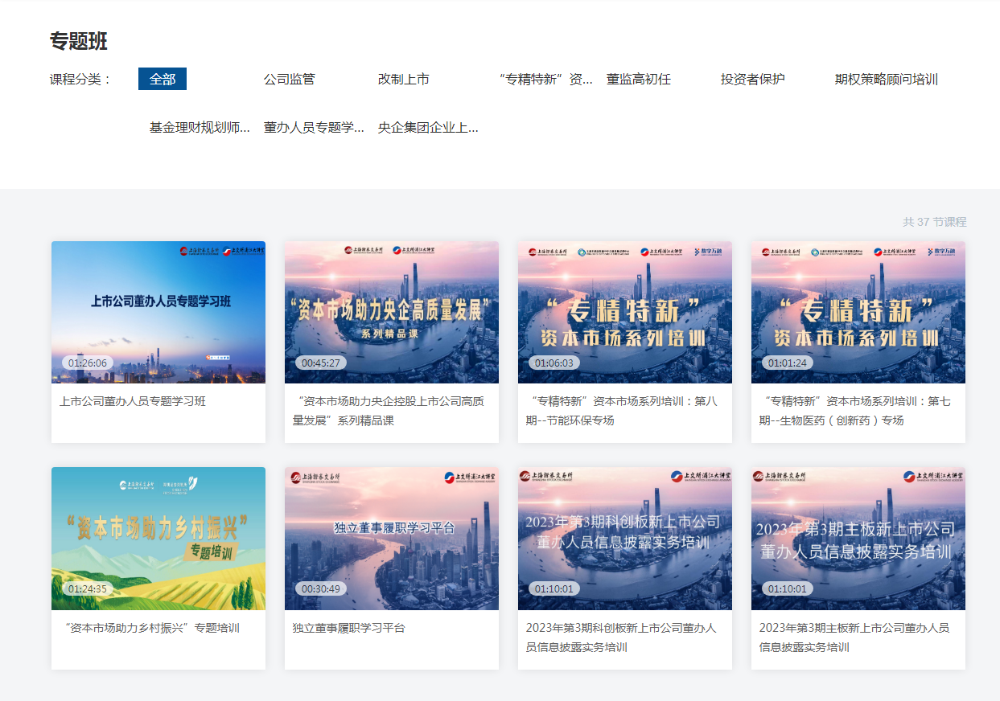 专题班
课程分类：
全部
公司监管
改制上市
“专精特新”资...
董监高初任
投资者保护
期权策略顾问培训
基金理财规划师...
董办人员专题学...
央企集团企业上...
共 37 节课程
上海證券交易所
上交所浦江大讲堂
上市公司董办人员专题学习班
01:26:06
上市公司董办人员专题学习班
上海證券交易所
上交所浦江大讲堂
“资本市场助力央企高质量发展”
系列精品课
00:45:27
“资本市场助力央企控股上市公司高质
量发展”系列精品课
上海證券交易所
上交所浦江大讲堂
数字万融
“专精特新”
资本市场系列培训
01:06:03
“专精特新”资本市场系列培训：第八
期--节能环保专场
上海證券交易所
上交所浦江大讲堂
数字万融
“专精特新”
资本市场系列培训
01:01:24
“专精特新”资本市场系列培训：第七
期--生物医药（创新药）专场
上海證券交易所
“资本市场助力乡村振兴”
专题培训
01:24:35
“资本市场助力乡村振兴”专题培训
上海證券交易所
上交所浦江大讲堂
独立董事履职学习平台
00:30:49
独立董事履职学习平台
上海證券交易所
上交所浦江大讲堂
2023年第3期科创板新上市公司
董办人员信息披露实务培训
01:10:01
2023年第3期科创板新上市公司董办人
员信息披露实务培训
上海證券交易所
上交所浦江大讲堂
2023年第3期主板新上市公司
董办人员信息披露实务培训
01:10:01
2023年第3期主板新上市公司董办人员
信息披露实务培训